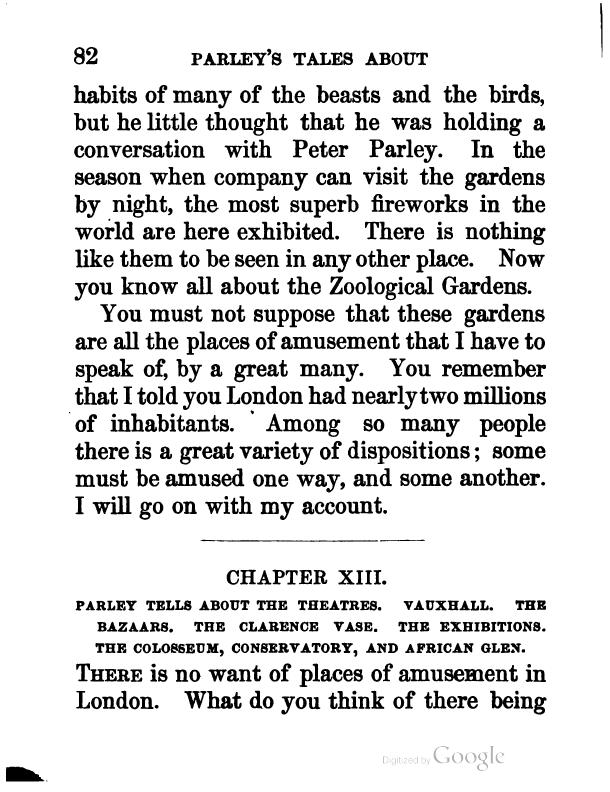 82 PARLEY'S TALES ABOUT
habits of many of the beasts and the birds,
but he little thought that he was holding a
conversation with Peter Parley. In the
season when company can visit the gardens
by night, the most superb fireworks in the
world are here exhibited. There is nothing
like them to be seen in any other place. Now
you know all about the Zoological Gardens.
You must not suppose that these gardens
are all the places of amusement that I have to
speak of, by a great many. You remember
that I told you London had nearly two millions
of inhabitants. Among so many people
there is a great variety of dispositions; some
must be amused one way, and some another.
I will go on with my account.
CHAPTER XIII.
PARLEY TELLS ABOUT THE THEATRES. VAUXHALL. THE
BAZAARS. THE CLARENCE VASE. THE EXHIBITIONS.
THE COLOSSEUM, CONSERVATORY, AND AFRICAN GLEN.
THERE is no want of places of amusement in
London. What do you think of there being
Digitized by Google